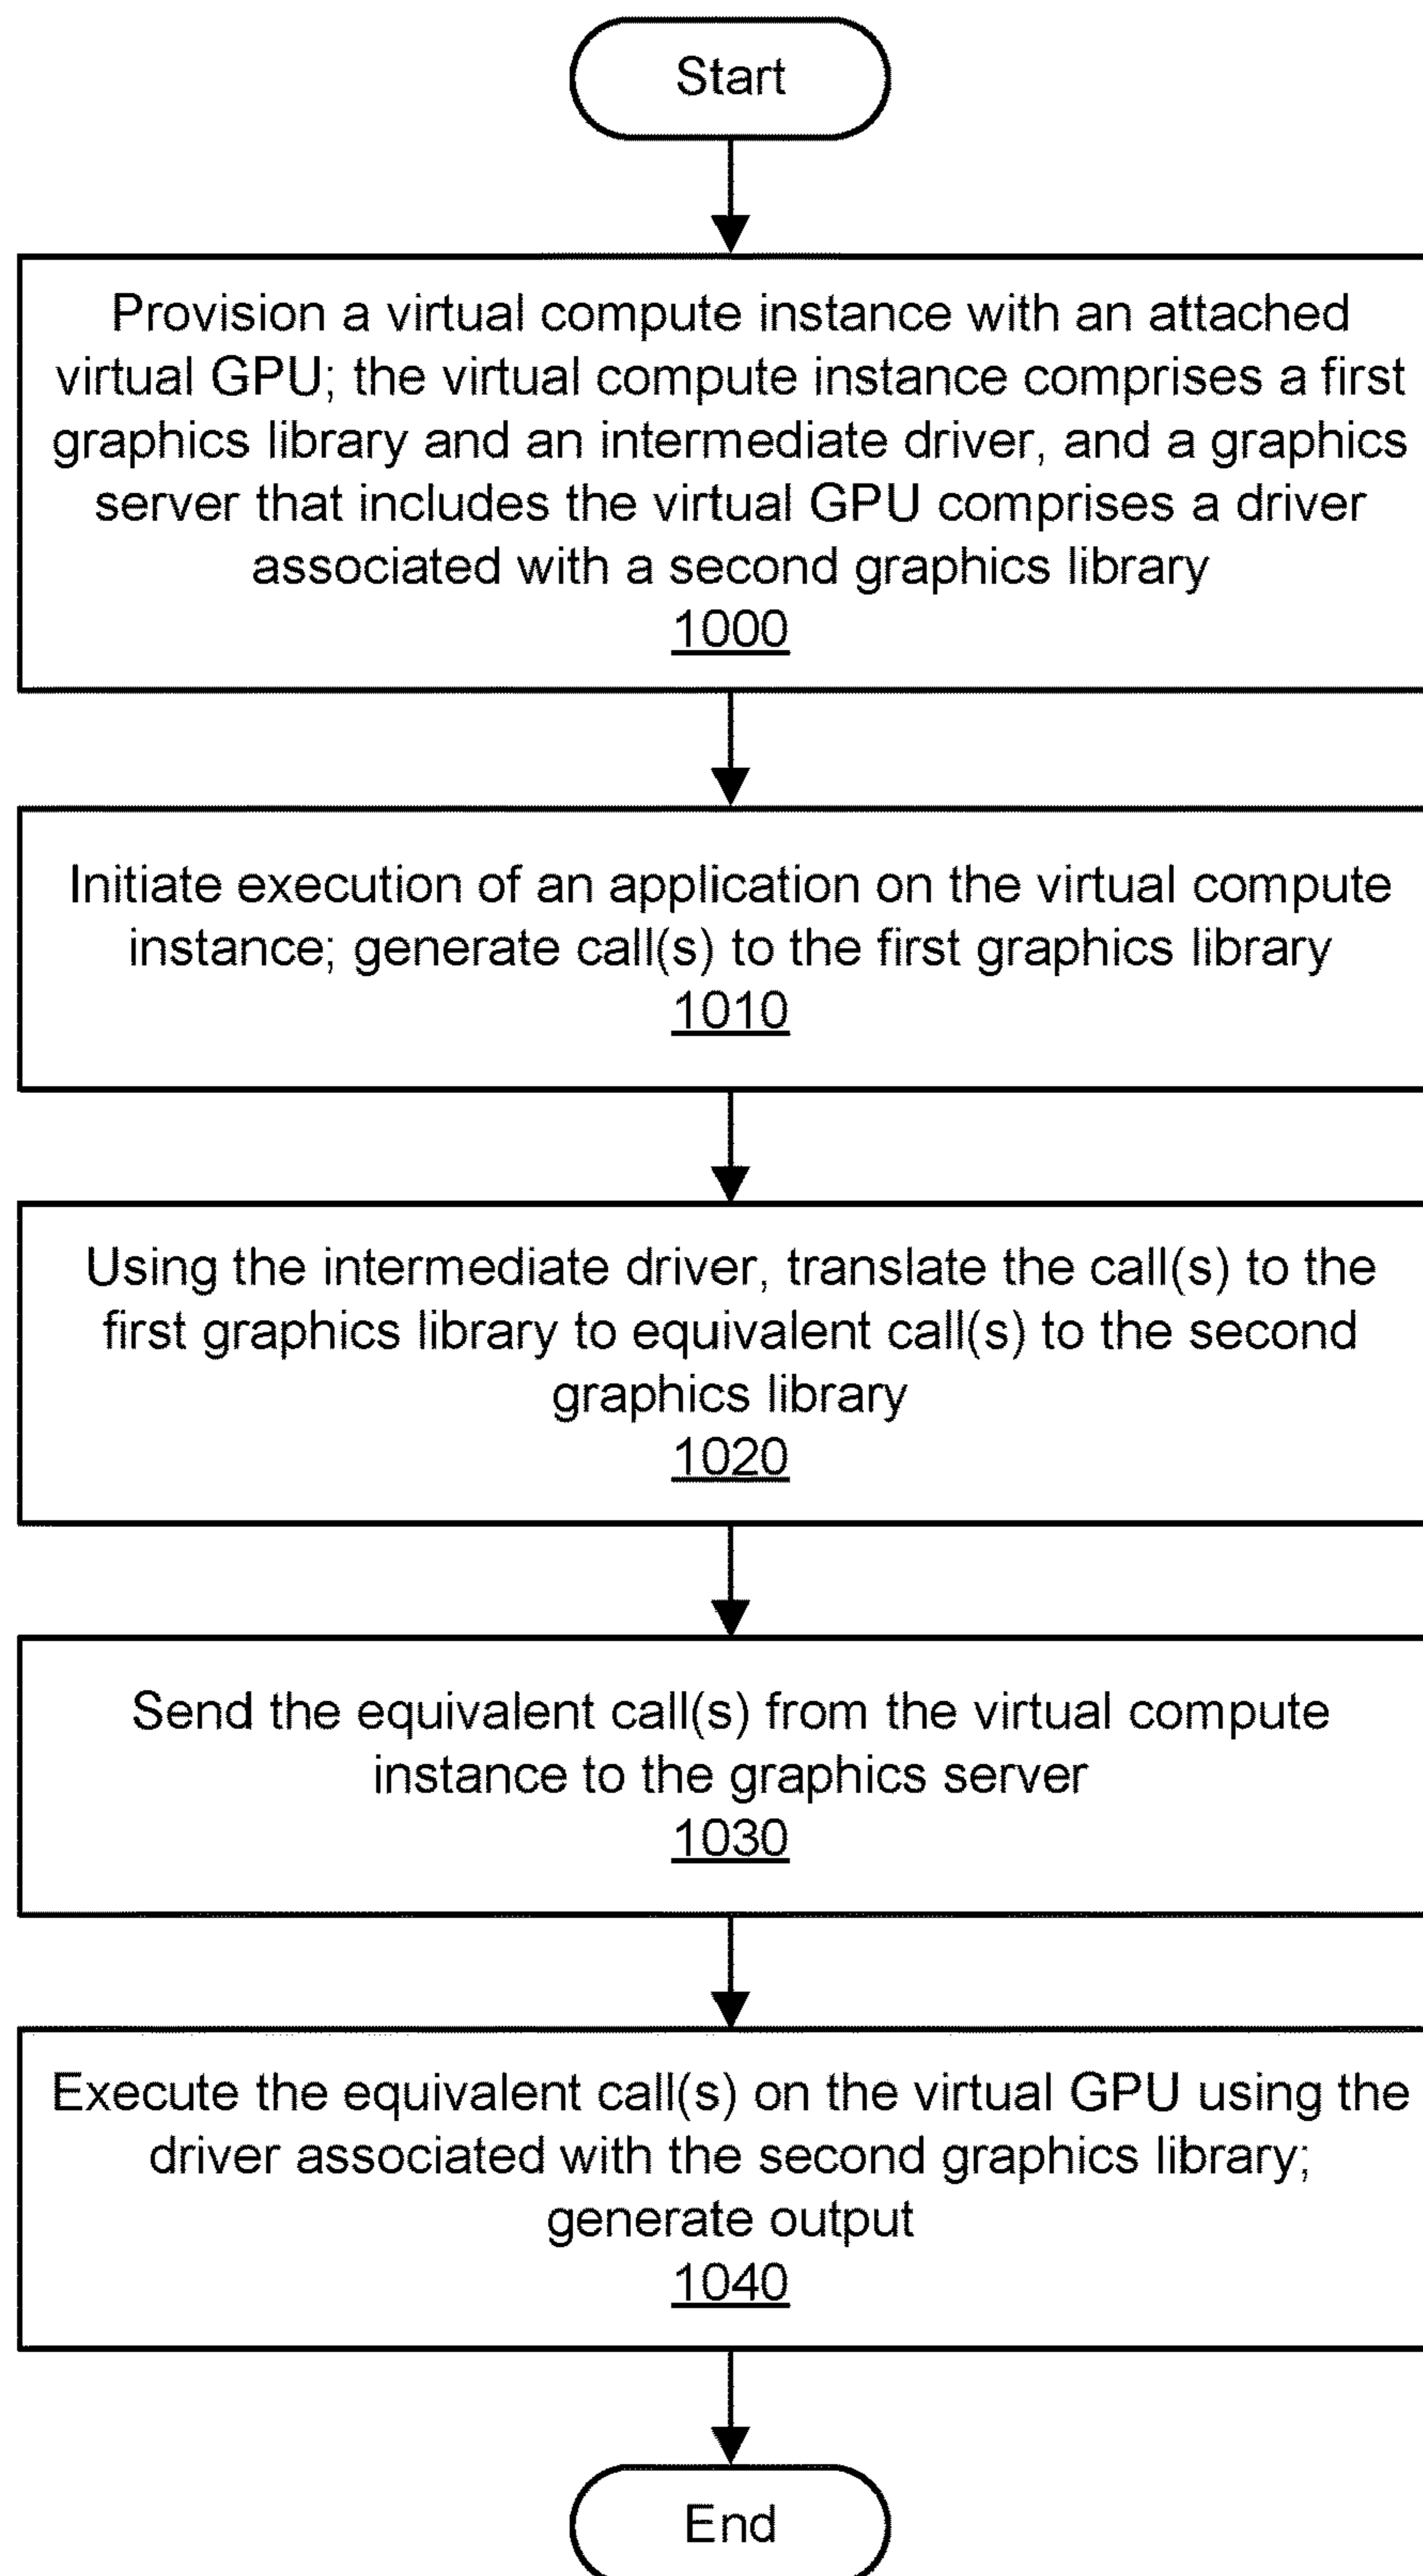 Start
Provision a virtual compute instance with an attached
virtual GPU; the virtual compute instance comprises a first
graphics library and an intermediate driver, and a graphics
server that includes the virtual GPU comprises a driver
associated with a second graphics library
1000
Initiate execution of an application on the virtual compute
instance; generate call(s) to the first graphics library
1010
Using the intermediate driver, translate the call(s) to the
first graphics library to equivalent call(s) to the second
graphics library
1020
Send the equivalent call(s) from the virtual compute
instance to the graphics server
1030
Execute the equivalent call(s) on the virtual GPU using the
driver associated with the second graphics library;
generate output
1040
End